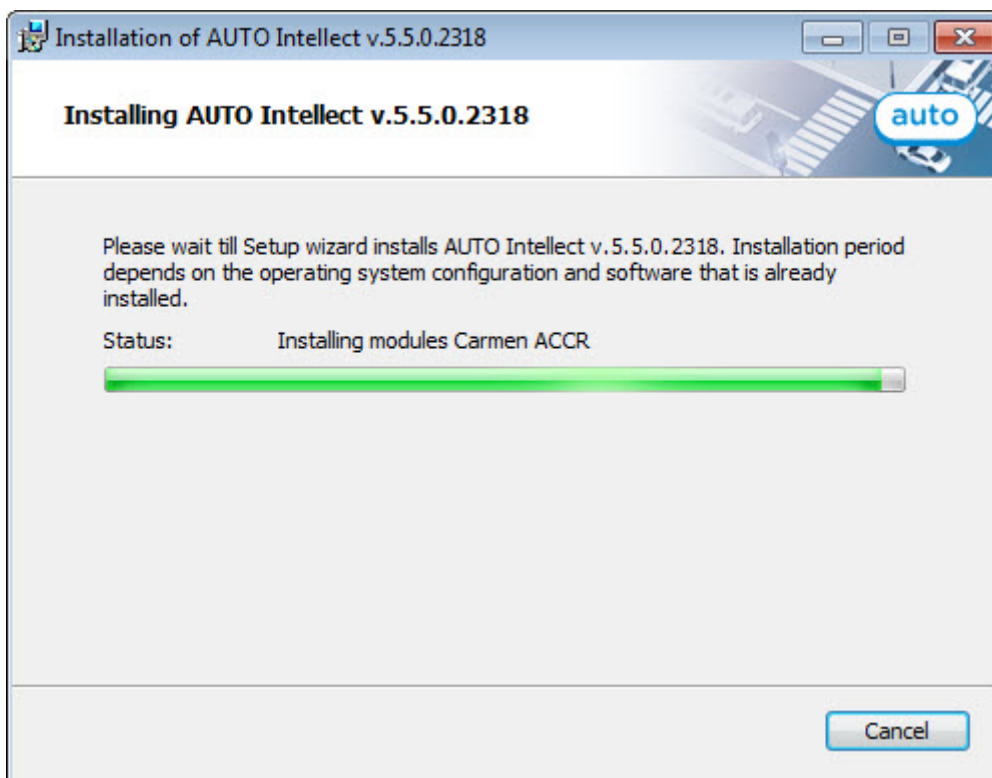 Installation of AUTO Intellect v.5.5.0.2318
Installing AUTO Intellect v.5.5.0.2318
auto
Please wait till Setup wizard installs AUTO Intellect v.5.5.0.2318. Installation period
depends on the operating system configuration and software that is already
installed.
Status: Installing modules Carmen ACCR
Cancel